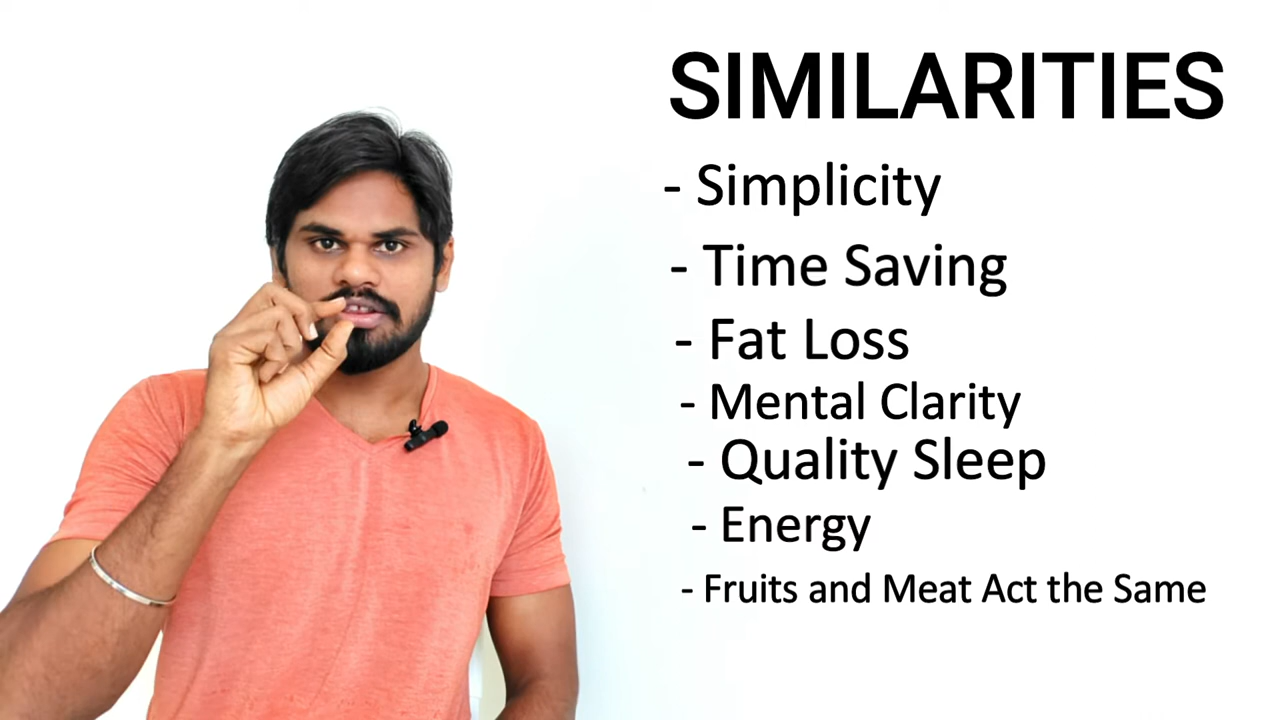 SIMILARITIES
- Simplicity
- Time Saving
- Fat Loss
- Mental Clarity
- Quality Sleep
- Energy
- Fruits and Meat Act the Same